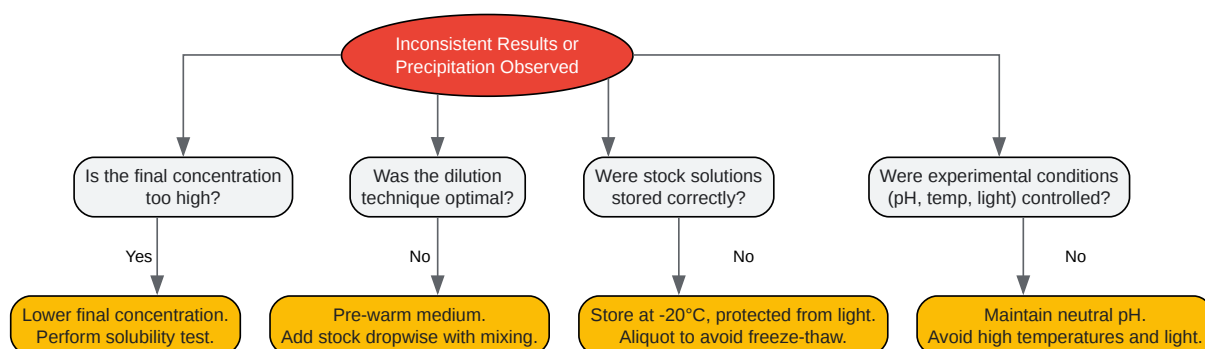 Inconsistent Results or
Precipitation Observed
Is the final concentration
too high?
Was the dilution
technique optimal?
Were stock solutions
stored correctly?
Were experimental conditions
(pH, temp, light) controlled?
Yes
No
No
No
Lower final concentration.
Perform solubility test.
Pre-warm medium.
Add stock dropwise with mixing.
Store at -20°C, protected from light.
Aliquot to avoid freeze-thaw.
Maintain neutral pH.
Avoid high temperatures and light.